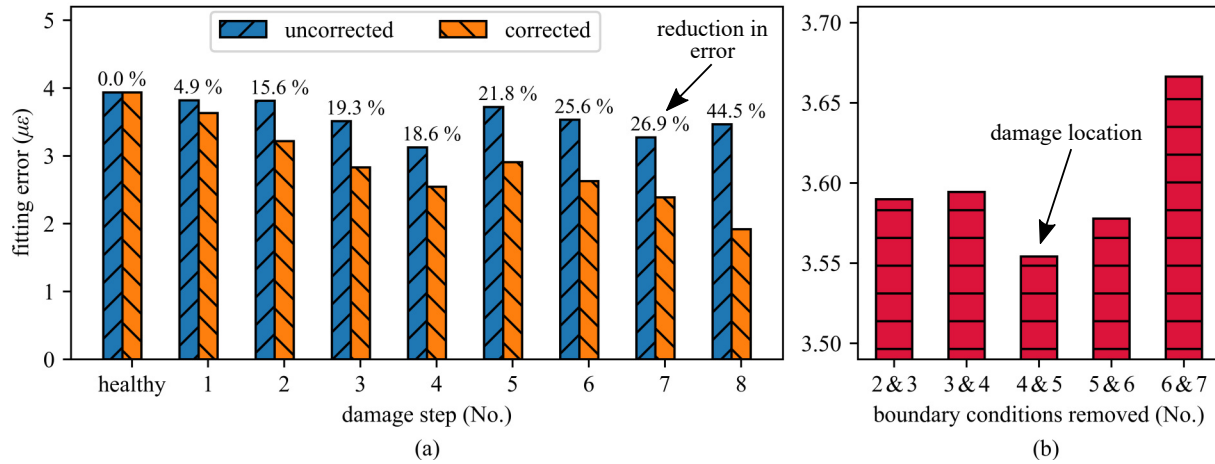 5
4
3
2
1
0
fitting error (με)
uncorrected
corrected
reduction in
error
0.0 %
4.9 %
15.6 %
19.3 %
18.6 %
21.8 %
25.6 %
26.9 %
44.5 %
healthy 1 2 3 4 5 6 7 8
damage step (No.)
(a)
3.70
3.65
3.60
3.55
3.50
damage location
2 & 3 3 & 4 4 & 5 5 & 6 6 & 7
boundary conditions removed (No.)
(b)